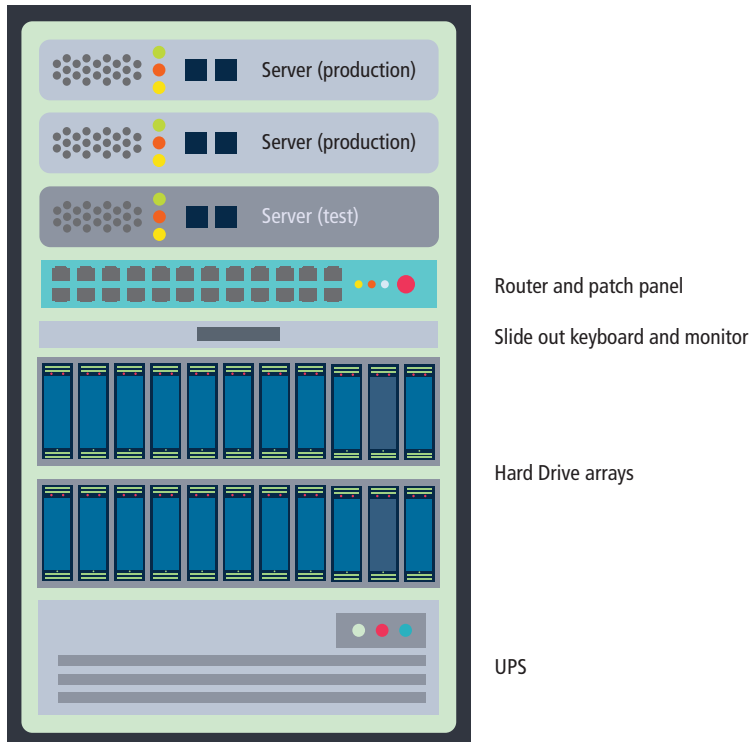 Server (production)
Server (production)
Server (test)
Router and patch panel
Slide out keyboard and monitor
Hard Drive arrays
UPS